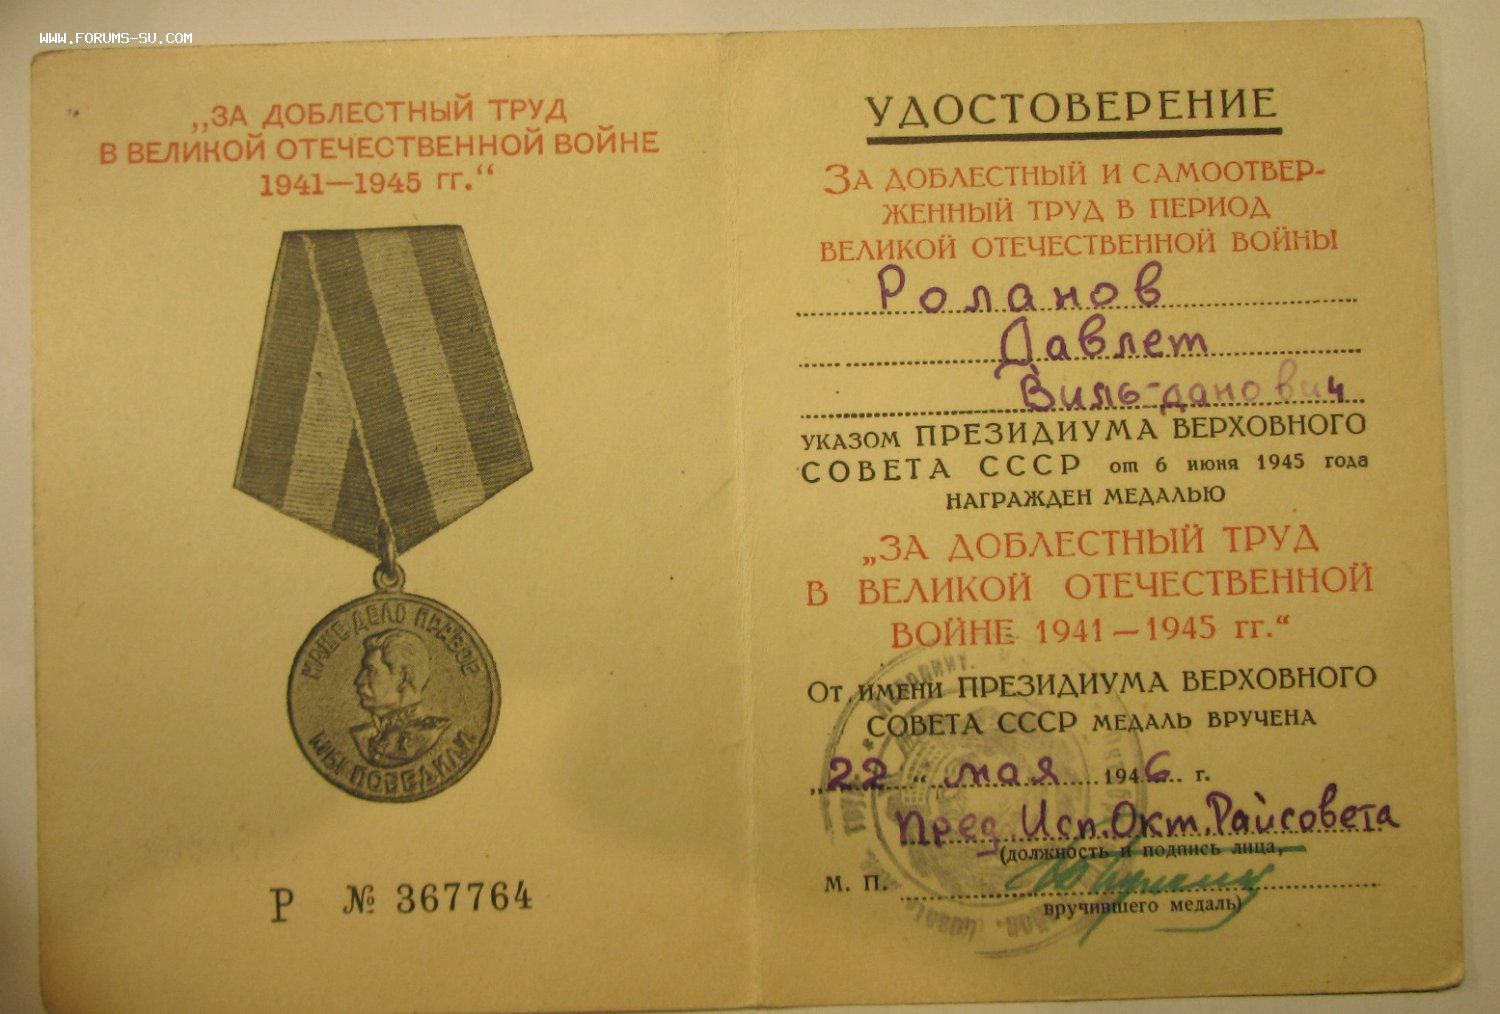 www.forums-su.com
„ЗА ДОБЛЕСТНЫЙ ТРУД
В ВЕЛИКОЙ ОТЕЧЕСТВЕННОЙ ВОЙНЕ
1941—1945 гг.“
НАШЕ ДЕЛО ПРАВОЕ
МЫ ПОБЕДИЛИ
Р № 367764
УДОСТОВЕРЕНИЕ
ЗА ДОБЛЕСТНЫЙ И САМООТВЕР-
ЖЕННЫЙ ТРУД В ПЕРИОД
ВЕЛИКОЙ ОТЕЧЕСТВЕННОЙ ВОЙНЫ
Роланов
Давлет
Виль-данович
УКАЗОМ ПРЕЗИДИУМА ВЕРХОВНОГО
СОВЕТА СССР от 6 июня 1945 года
НАГРАЖДЕН МЕДАЛЬЮ
„ЗА ДОБЛЕСТНЫЙ ТРУД
В ВЕЛИКОЙ ОТЕЧЕСТВЕННОЙ
ВОЙНЕ 1941—1945 гг.“
ОТ ИМЕНИ ПРЕЗИДИУМА ВЕРХОВНОГО
СОВЕТА СССР МЕДАЛЬ ВРУЧЕНА
„22“ мая 1946 г.
Пред. Исп. Окт. Райсовета
(должность и подпись лица,
М. П.
вручившего медаль)